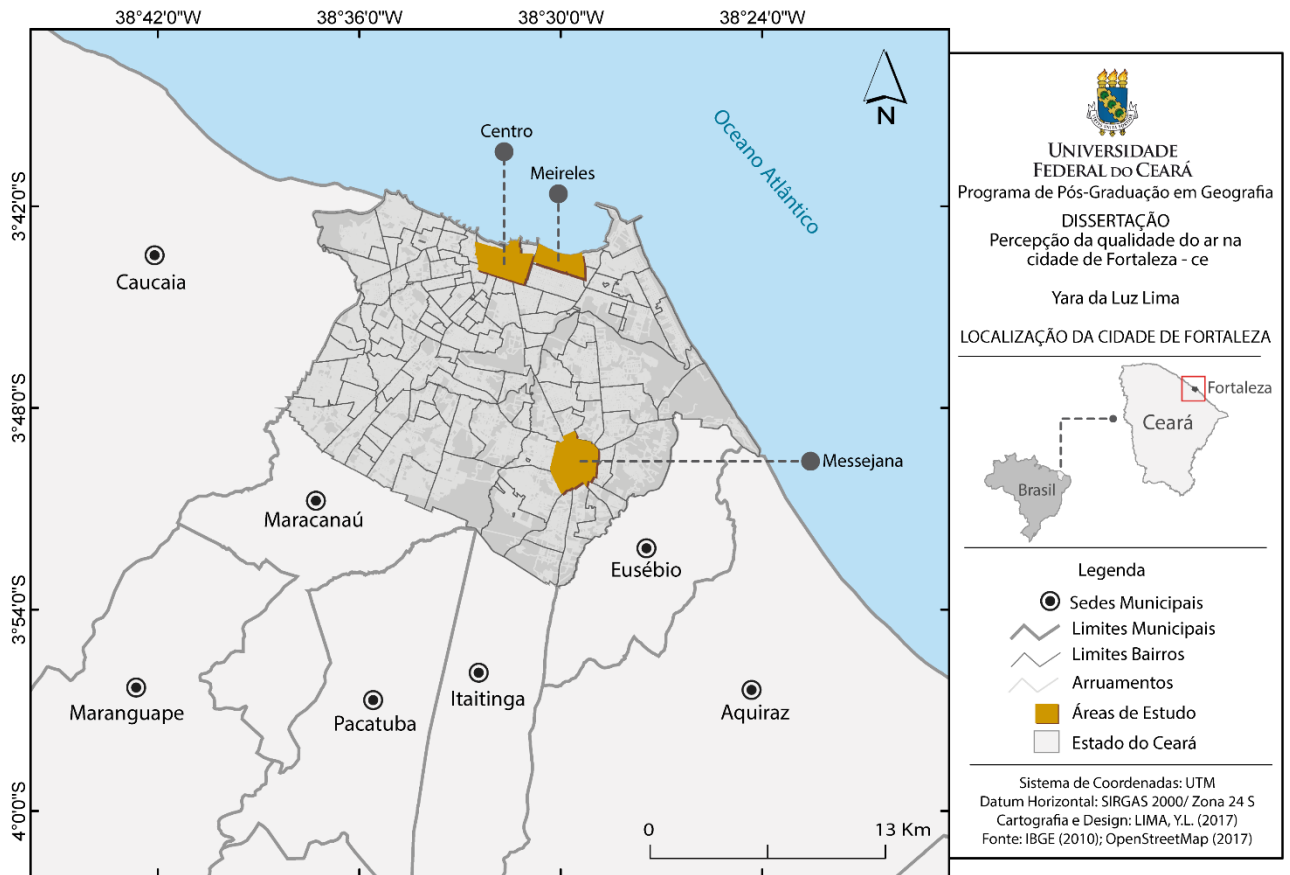 38°42'0"W
38°36'0"W
38°30'0"W
38°24'0"W
3°42'0"S
3°48'0"S
3°54'0"S
4°0'0"S
N
Oceano Atlântico
Centro
Meireles
Caucaia
Messejana
Maracanaú
Eusébio
Maranguape
Pacatuba
Itaitinga
Aquiraz
0
13 Km
UNIVERSIDADE
FEDERAL DO CEARÁ
Programa de Pós-Graduação em Geografia
DISSERTAÇÃO
Percepção da qualidade do ar na
cidade de Fortaleza - ce
Yara da Luz Lima
LOCALIZAÇÃO DA CIDADE DE FORTALEZA
Fortaleza
Ceará
Brasil
Legenda
Sedes Municipais
Limites Municipais
Limites Bairros
Arruamentos
Áreas de Estudo
Estado do Ceará
Sistema de Coordenadas: UTM
Datum Horizontal: SIRGAS 2000/ Zona 24 S
Cartografia e Design: LIMA, Y.L. (2017)
Fonte: IBGE (2010); OpenStreetMap (2017)